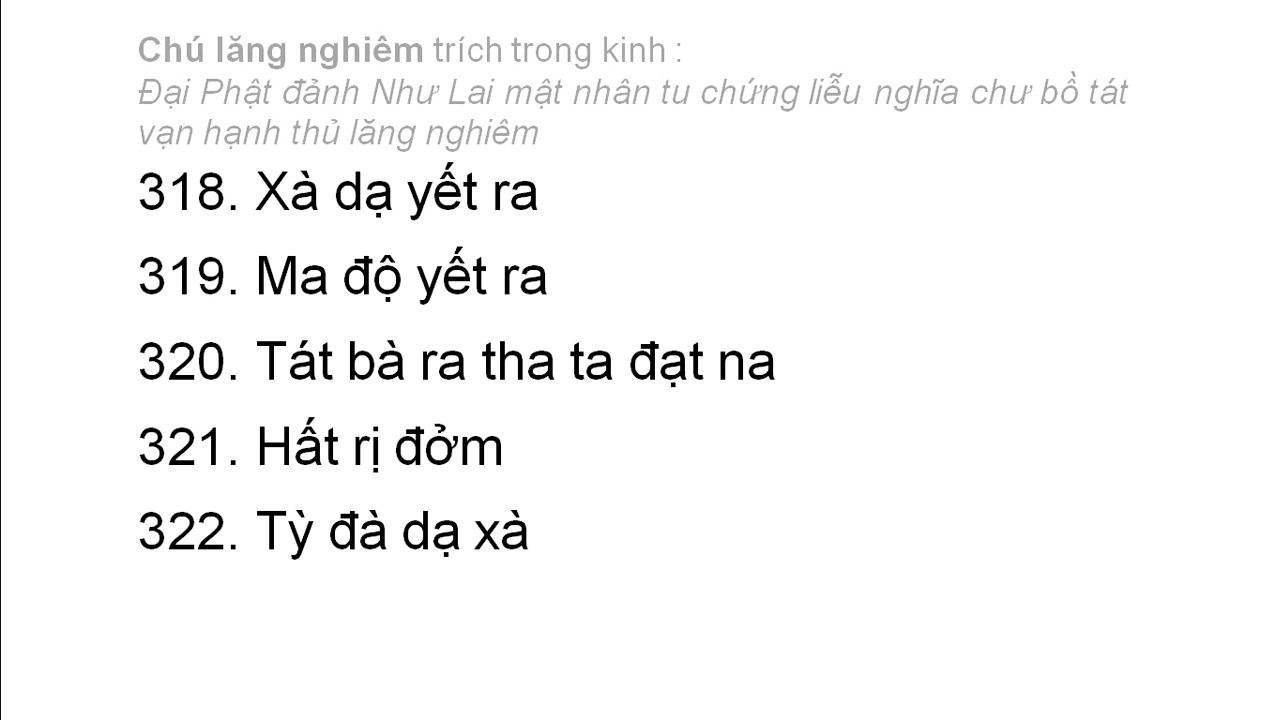 Chú lăng nghiêm trích trong kinh :
Đại Phật đảnh Như Lai mật nhân tu chứng liễu nghĩa chư bồ tát
vạn hạnh thủ lăng nghiêm
318. Xà dạ yết ra
319. Ma độ yết ra
320. Tát bà ra tha ta đạt na
321. Hất rị đởm
322. Tỳ đà dạ xà